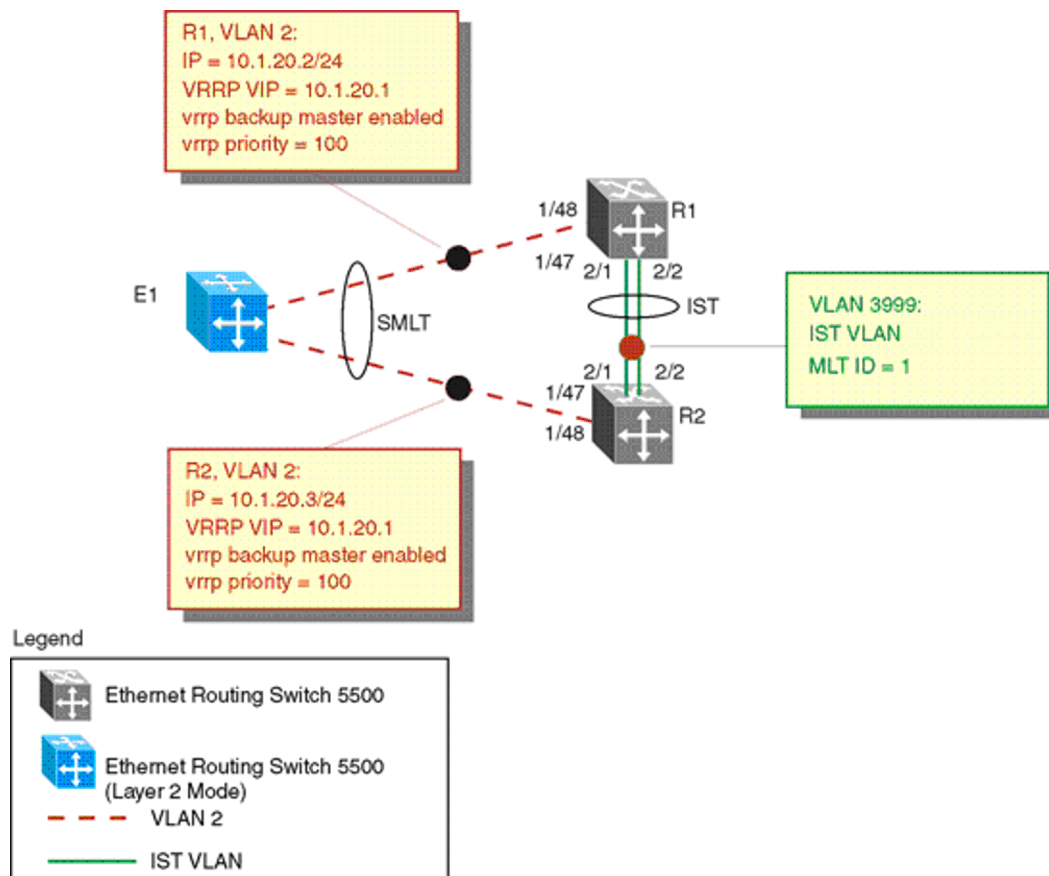 R1, VLAN 2:
IP = 10.1.20.2/24
VRRP VIP = 10.1.20.1
vrrp backup master enabled
vrrp priority = 100
1/48
R1
1/47
2/1
2/2
E1
SMLT
IST
VLAN 3999:
IST VLAN
MLT ID = 1
2/1
2/2
1/47
R2
1/48
R2, VLAN 2:
IP = 10.1.20.3/24
VRRP VIP = 10.1.20.1
vrrp backup master enabled
vrrp priority = 100
Legend
Ethernet Routing Switch 5500
Ethernet Routing Switch 5500
(Layer 2 Mode)
VLAN 2
IST VLAN